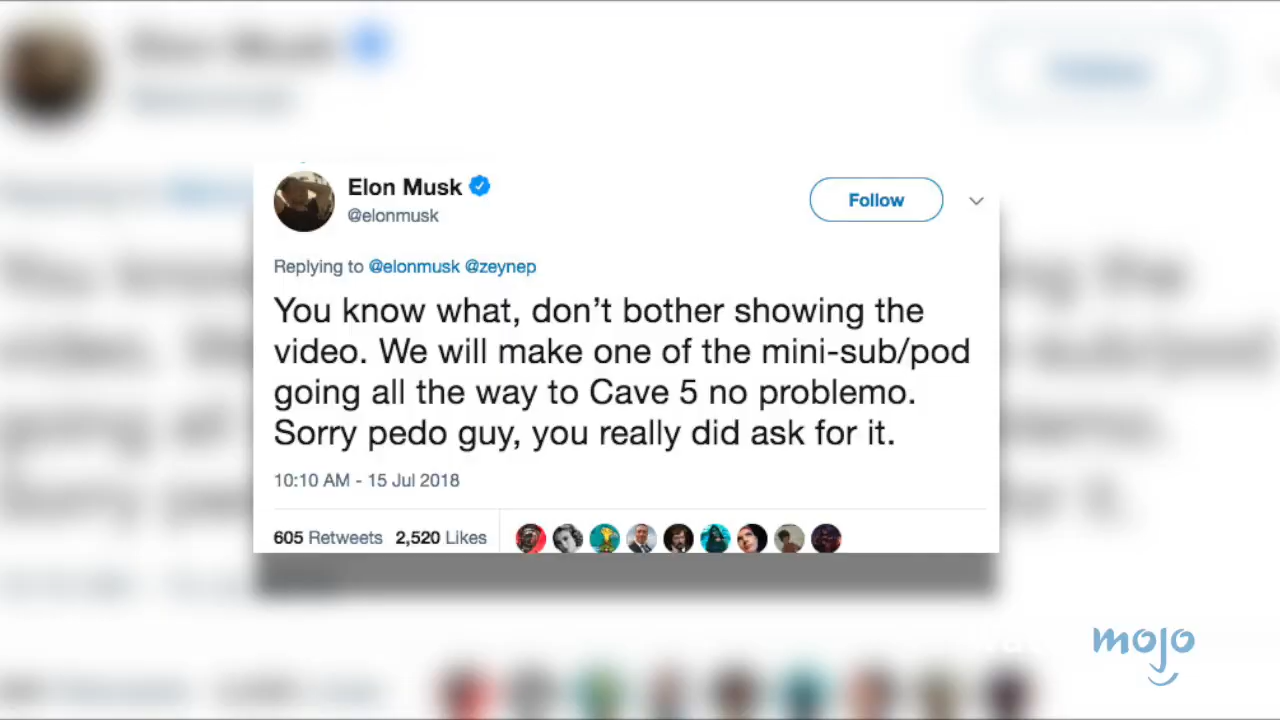 Elon Musk
@elonmusk
Follow
Replying to @elonmusk @zeynep
You know what, don’t bother showing the
video. We will make one of the mini-sub/pod
going all the way to Cave 5 no problemo.
Sorry pedo guy, you really did ask for it.
10:10 AM - 15 Jul 2018
605 Retweets 2,520 Likes
mojo